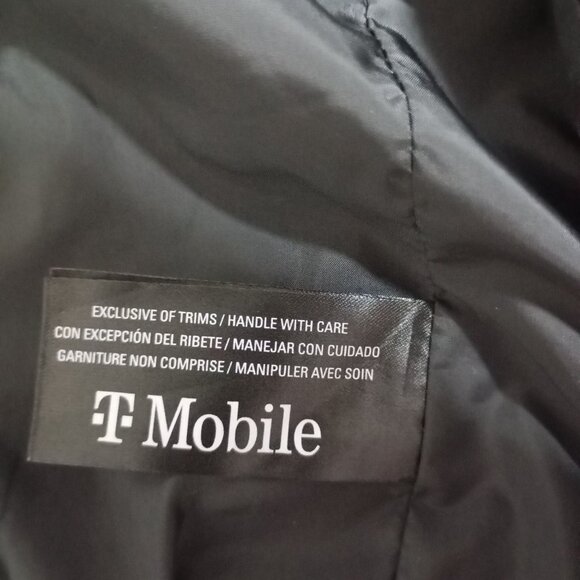 EXCLUSIVE OF TRIMS / HANDLE WITH CARE
CON EXCEPCIÓN DEL RIBETE / MANEJAR CON CUIDADO
GARNITURE NON COMPRISE / MANIPULER AVEC SOIN
T Mobile